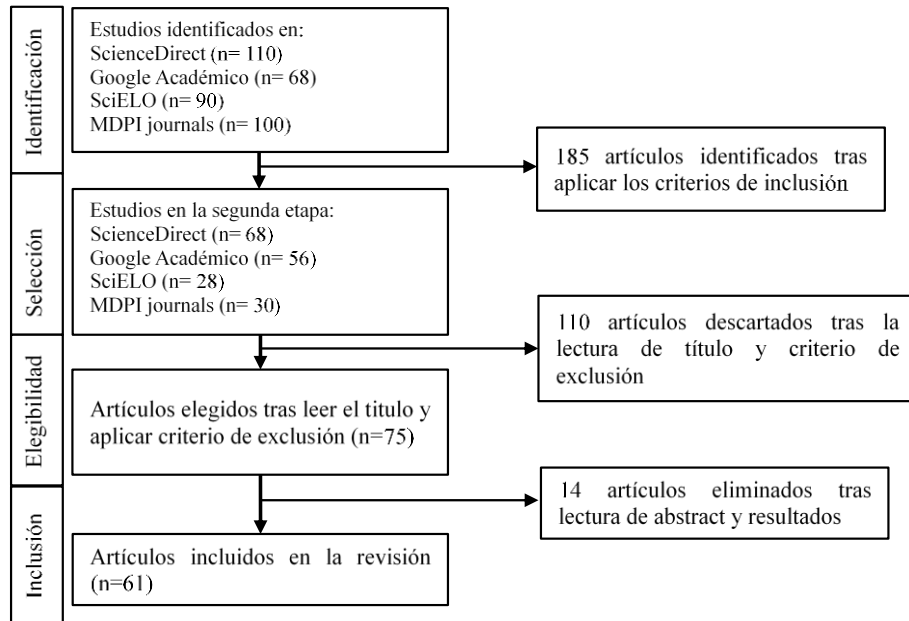 Identificación
Estudios identificados en:
ScienceDirect (n= 110)
Google Académico (n= 68)
SciELO (n= 90)
MDPI journals (n= 100)
185 artículos identificados tras
aplicar los criterios de inclusión
Selección
Estudios en la segunda etapa:
ScienceDirect (n= 68)
Google Académico (n= 56)
SciELO (n= 28)
MDPI journals (n= 30)
110 artículos descartados tras la
lectura de título y criterio de
exclusión
Elegibilidad
Artículos elegidos tras leer el titulo y
aplicar criterio de exclusión (n=75)
14 artículos eliminados tras
lectura de abstract y resultados
Inclusión
Artículos incluidos en la revisión
(n=61)